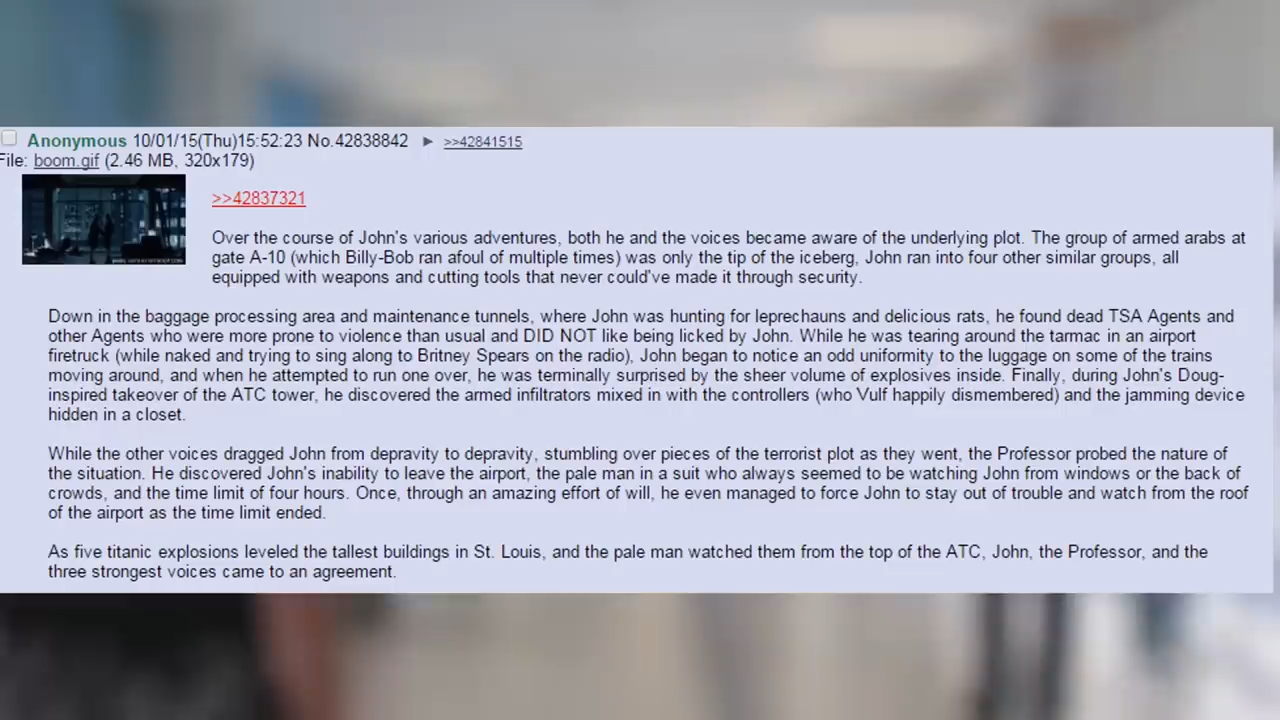 Anonymous 10/01/15(Thu)15:52:23 No.42838842 ▶ >>42841515
File: boom.gif (2.46 MB, 320x179)
>>42837321
Over the course of John's various adventures, both he and the voices became aware of the underlying plot. The group of armed arabs at
gate A-10 (which Billy-Bob ran afoul of multiple times) was only the tip of the iceberg, John ran into four other similar groups, all
equipped with weapons and cutting tools that never could've made it through security.
Down in the baggage processing area and maintenance tunnels, where John was hunting for leprechauns and delicious rats, he found dead TSA Agents and
other Agents who were more prone to violence than usual and DID NOT like being licked by John. While he was tearing around the tarmac in an airport
firetruck (while naked and trying to sing along to Britney Spears on the radio), John began to notice an odd uniformity to the luggage on some of the trains
moving around, and when he attempted to run one over, he was terminally surprised by the sheer volume of explosives inside. Finally, during John's Doug-
inspired takeover of the ATC tower, he discovered the armed infiltrators mixed in with the controllers (who Vulf happily dismembered) and the jamming device
hidden in a closet.
While the other voices dragged John from depravity to depravity, stumbling over pieces of the terrorist plot as they went, the Professor probed the nature of
the situation. He discovered John's inability to leave the airport, the pale man in a suit who always seemed to be watching John from windows or the back of
crowds, and the time limit of four hours. Once, through an amazing effort of will, he even managed to force John to stay out of trouble and watch from the roof
of the airport as the time limit ended.
As five titanic explosions leveled the tallest buildings in St. Louis, and the pale man watched them from the top of the ATC, John, the Professor, and the
three strongest voices came to an agreement.